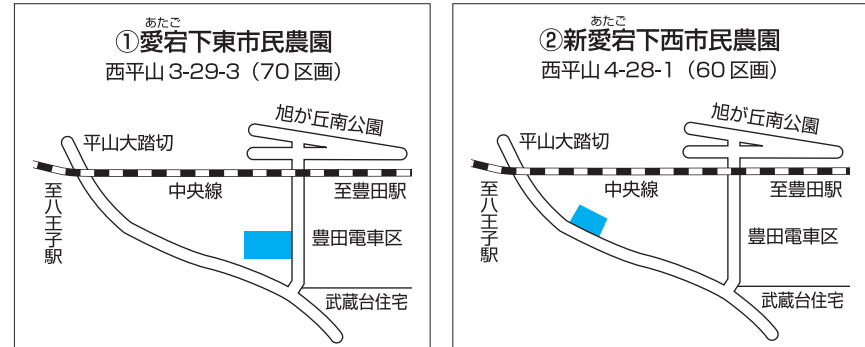 あたご
①愛宕下東市民農園
西平山3-29-3（70区画）
旭が丘南公園
平山大踏切
中央線
至豊田駅
至八王子駅
豊田電車区
武蔵台住宅
あたご
②新愛宕下西市民農園
西平山4-28-1（60区画）
旭が丘南公園
平山大踏切
中央線
至豊田駅
至八王子駅
豊田電車区
武蔵台住宅